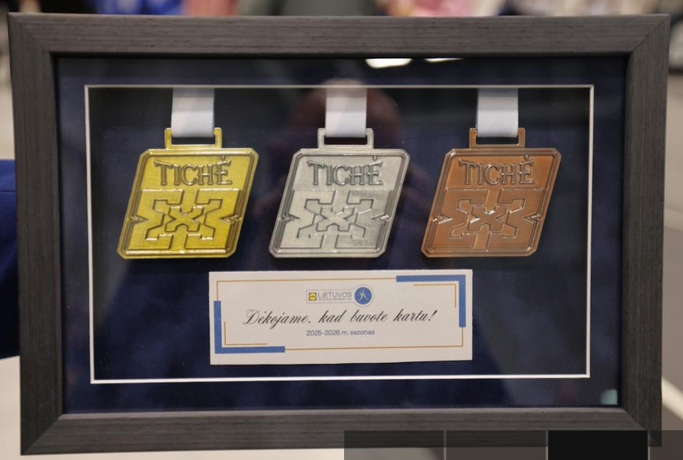 TICHĖ TICHĖ TICHĖ
LIETUVOS
Dėkojame, kad buvote kartu!
2025-2026 m. sezonas